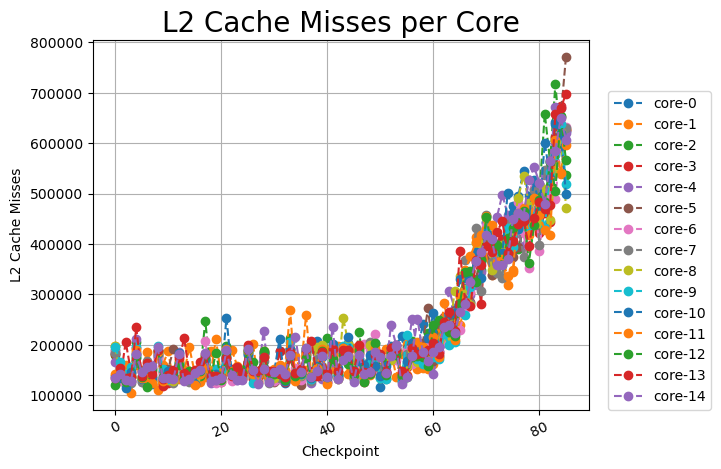 L2 Cache Misses per Core
800000
700000
600000
500000
400000
300000
200000
100000
L2 Cache Misses
0
20
40
60
80
Checkpoint
core-0
core-1
core-2
core-3
core-4
core-5
core-6
core-7
core-8
core-9
core-10
core-11
core-12
core-13
core-14